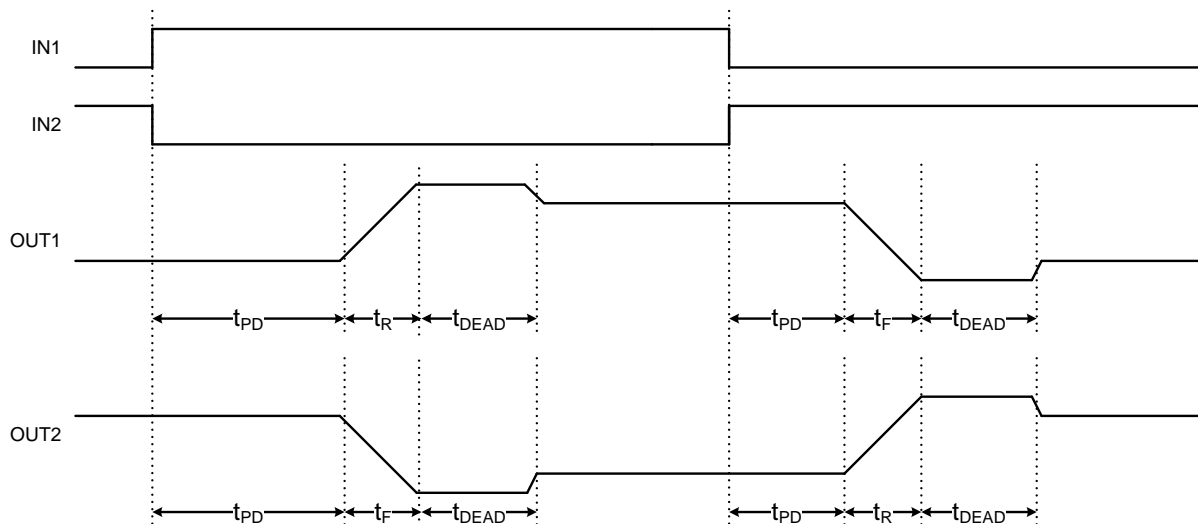 IN1
IN2
OUT1
tPD tR tDEAD tPD tF tDEAD
OUT2
tPD tF tDEAD tPD tR tDEAD